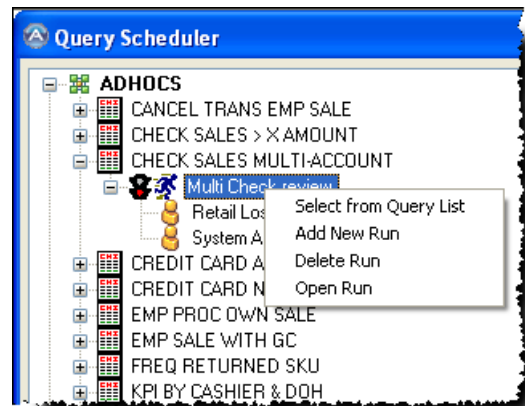 Query Scheduler
ADHOCS
CANCEL TRANS EMP SALE
CHECK SALES > X AMOUNT
CHECK SALES MULTI-ACCOUNT
Multi Check review
Retail Los
System A
Select from Query List
Add New Run
Delete Run
Open Run
CREDIT CARD A
CREDIT CARD N
EMP PROC OWN SALE
EMP SALE WITH GC
FREQ RETURNED SKU
KPI BY CASHIER & DOH